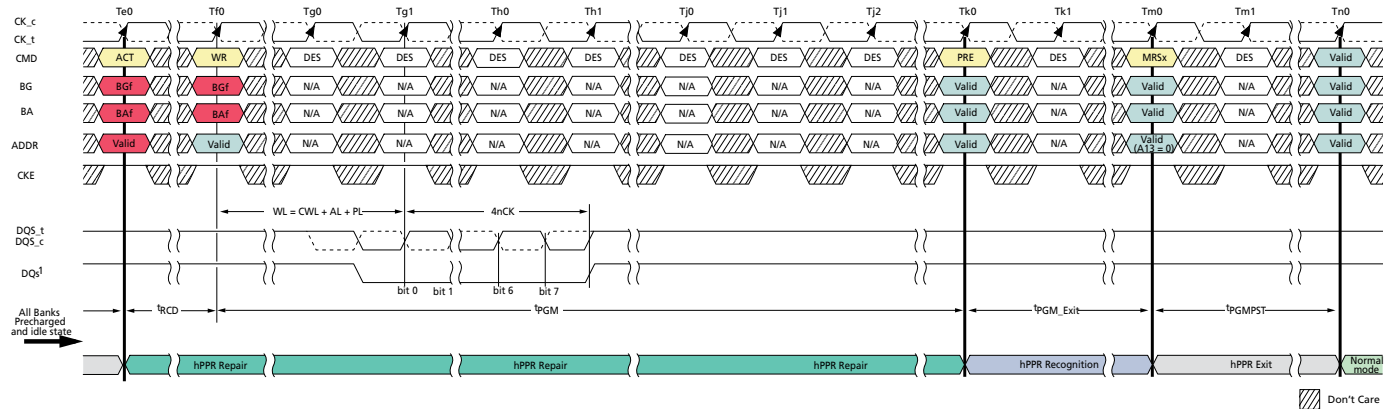 Te0 Tf0 Tg0 Tg1 Th0 Th1 Tj0 Tj1 Tj2 Tk0 Tk1 Tm0 Tm1 Tn0
CK_c
CK_t
CMD ACT WR DES DES DES DES DES DES DES PRE DES MRSx DES Valid
BG BGf BGf N/A N/A N/A N/A N/A N/A N/A Valid N/A Valid N/A Valid
BA BAf BAf N/A N/A N/A N/A N/A N/A N/A Valid N/A Valid N/A Valid
ADDR Valid Valid N/A N/A N/A N/A N/A N/A N/A Valid N/A Valid N/A Valid
(A13 = 0)
CKE
WL = CWL + AL + PL 4nCK
DQS_t
DQS_c
DQs1
bit 0 bit 1 bit 6 bit 7
All Banks
Precharged
and idle state
tRCD tPGM tPGM_Exit tPGMPST
hPPR Repair hPPR Repair hPPR Repair hPPR Recognition hPPR Exit Normal
mode
Don't Care